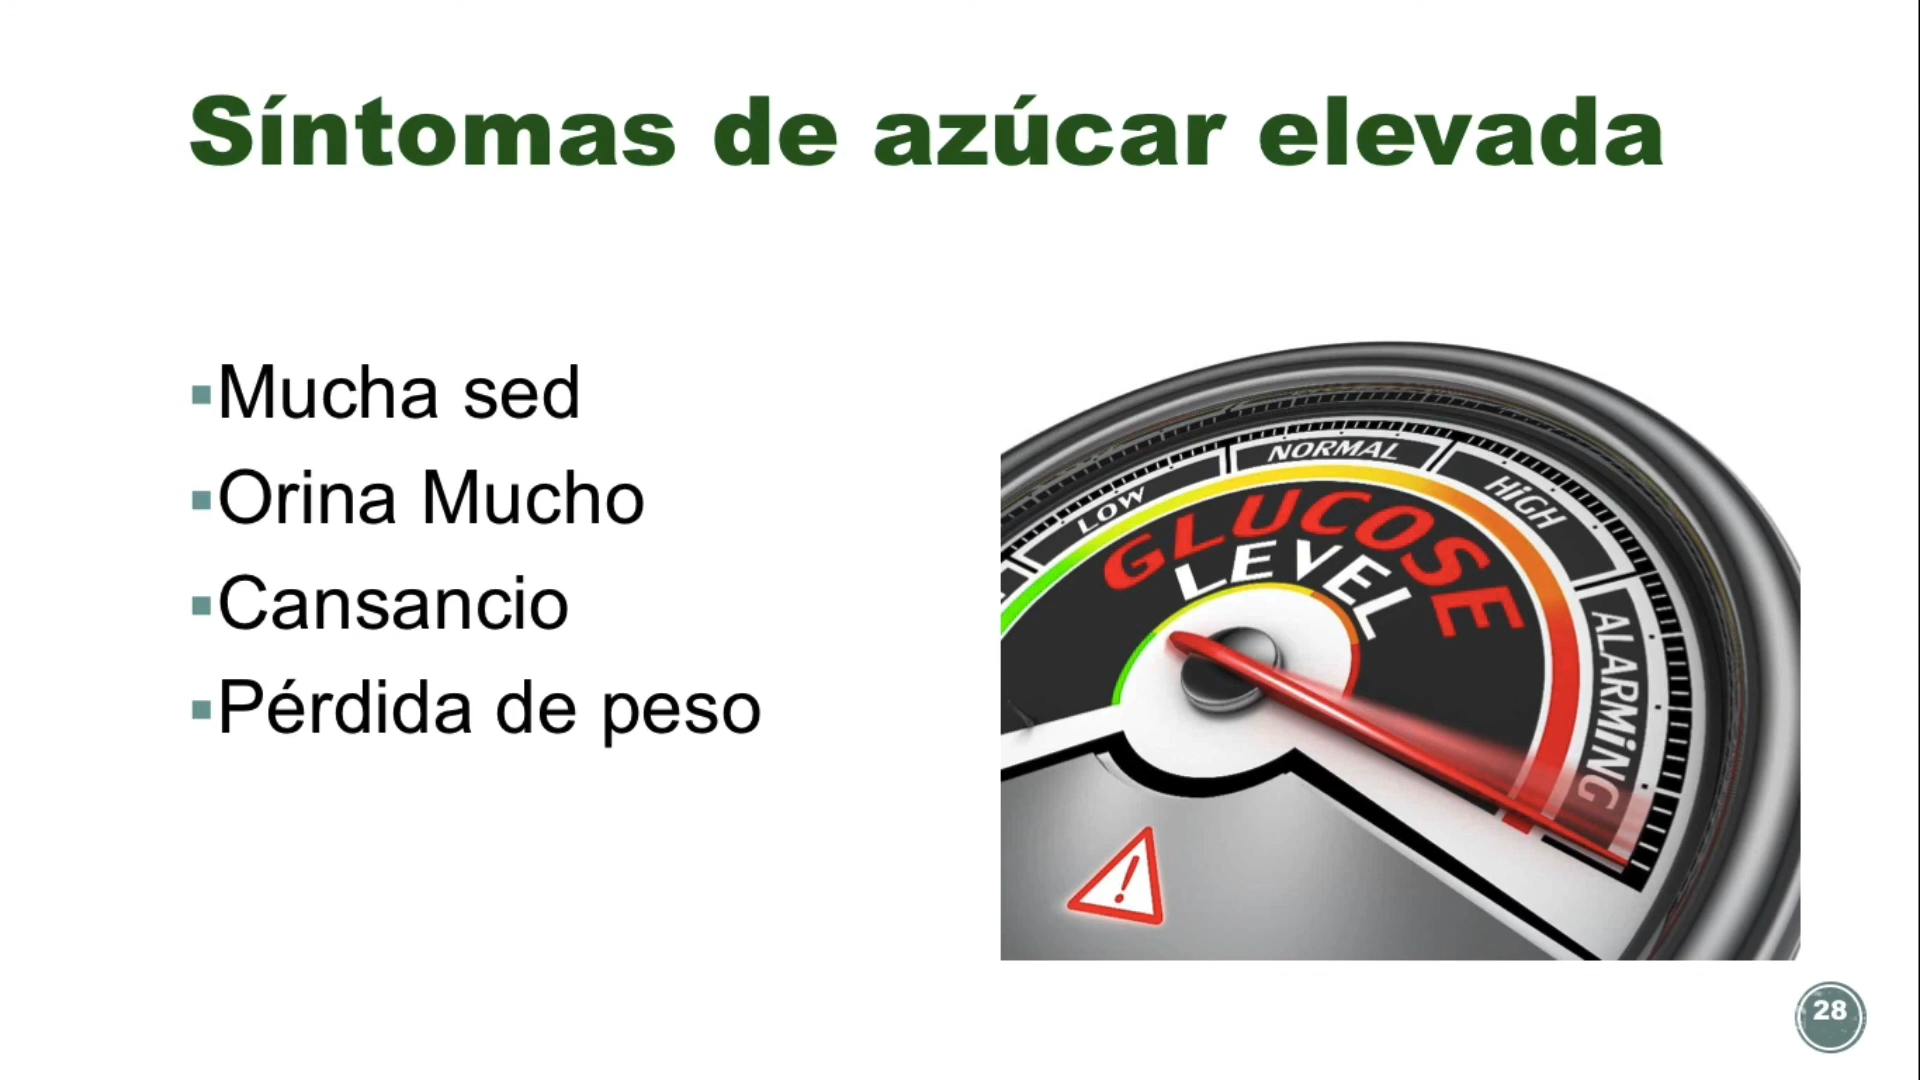 Síntomas de azúcar elevada
▪Mucha sed
▪Orina Mucho
▪Cansancio
▪Pérdida de peso
LOW
NORMAL
HiGH
ALARMiNG
GLUCOSE
LEVEL
!
28